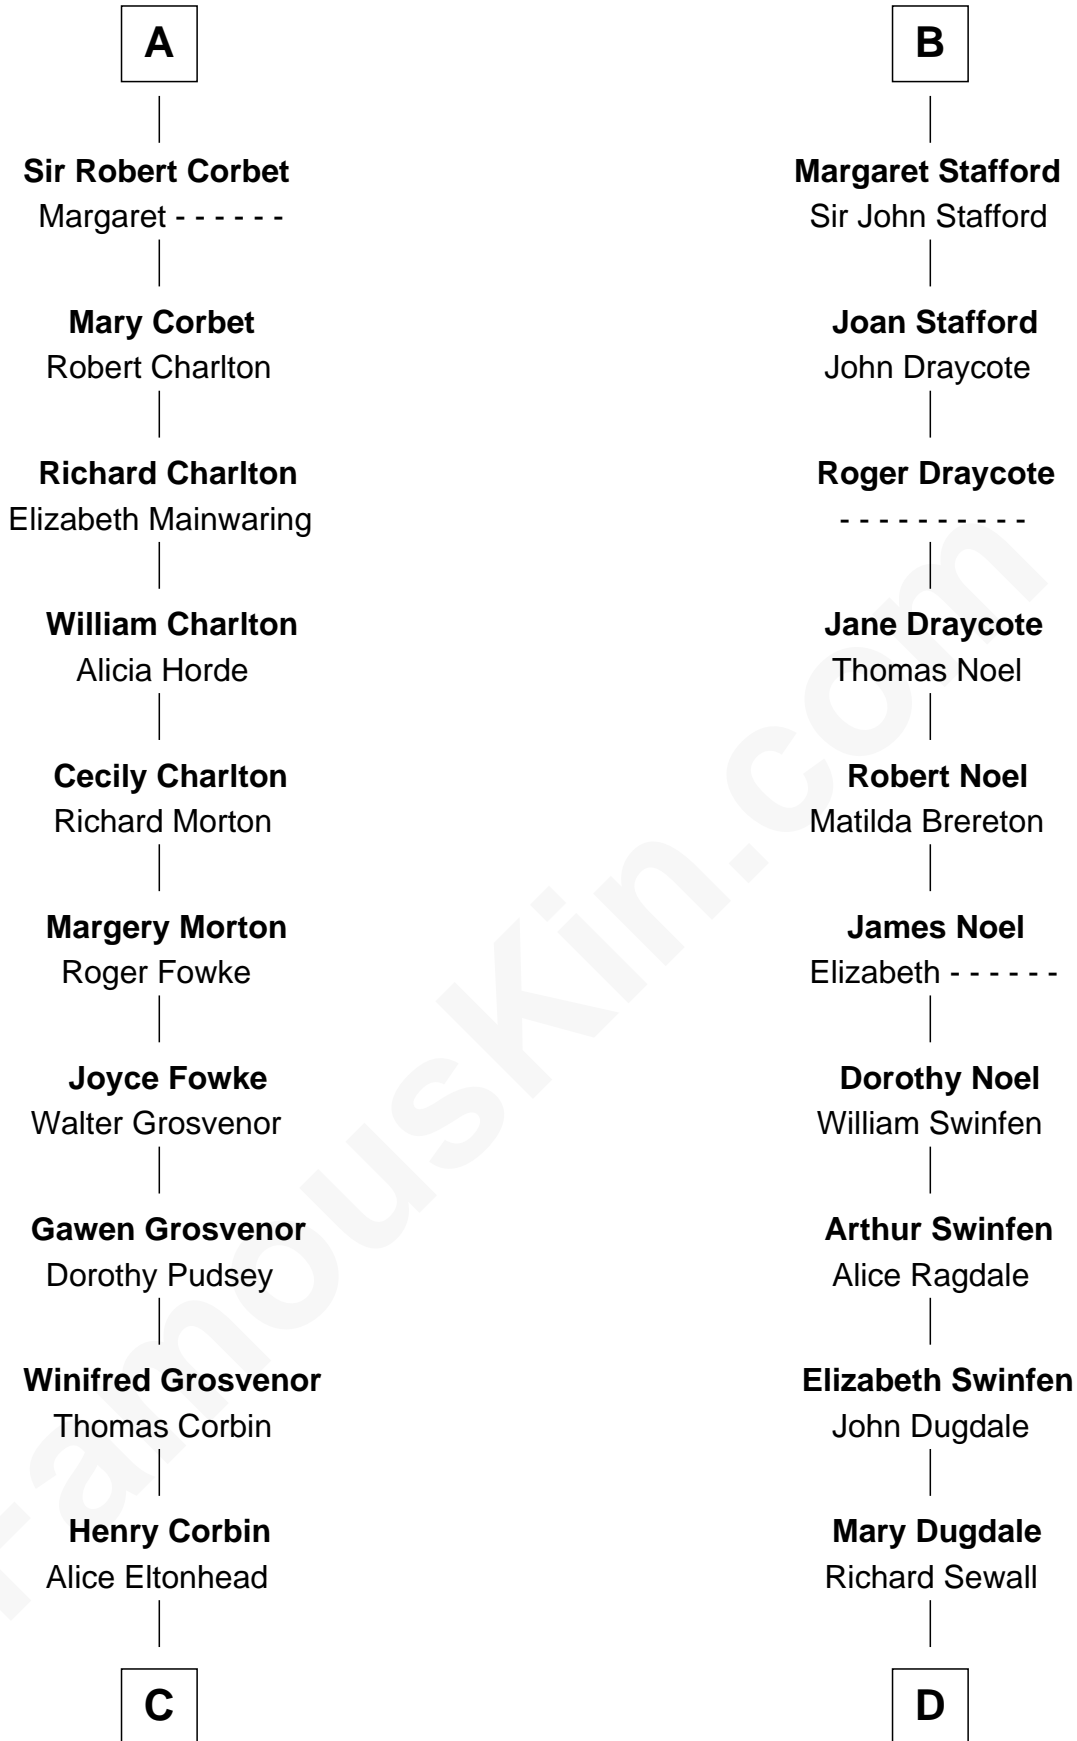 A
Sir Robert Corbet
Margaret - - - - - -
Mary Corbet
Robert Charlton
Richard Charlton
Elizabeth Mainwaring
William Charlton
Alicia Horde
Cecily Charlton
Richard Morton
Margery Morton
Roger Fowke
Joyce Fowke
Walter Grosvenor
Gawen Grosvenor
Dorothy Pudsey
Winifred Grosvenor
Thomas Corbin
Henry Corbin
Alice Eltonhead
C
B
Margaret Stafford
Sir John Stafford
Joan Stafford
John Draycote
Roger Draycote
- - - - - - - - - -
Jane Draycote
Thomas Noel
Robert Noel
Matilda Brereton
James Noel
Elizabeth - - - - - -
Dorothy Noel
William Swinfen
Arthur Swinfen
Alice Ragdale
Elizabeth Swinfen
John Dugdale
Mary Dugdale
Richard Sewall
D
FamousKin.com